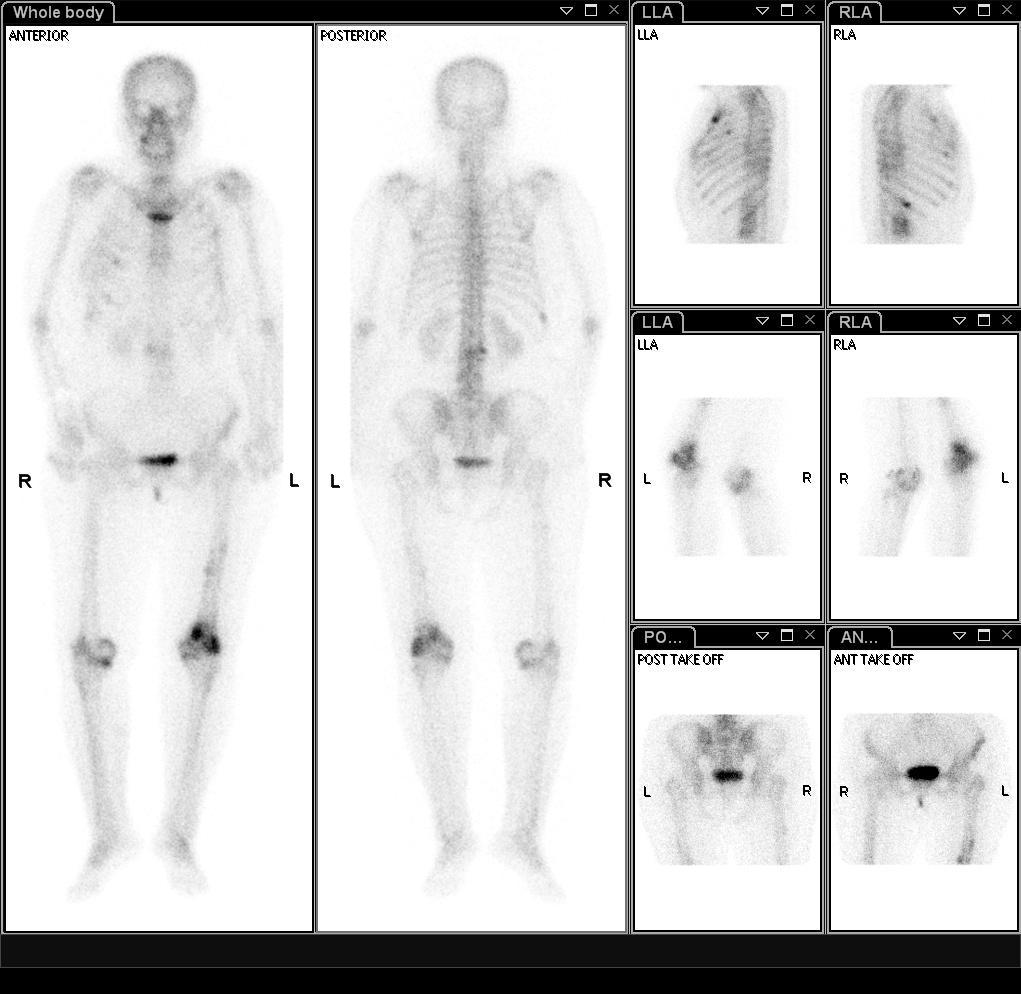 Whole body
ANTERIOR
POSTERIOR
R
L
L
R
LLA
LLA
RLA
RLA
LLA
LLA
L
R
RLA
RLA
R
L
PO...
POST TAKE OFF
L
R
AN...
ANT TAKE OFF
R
L